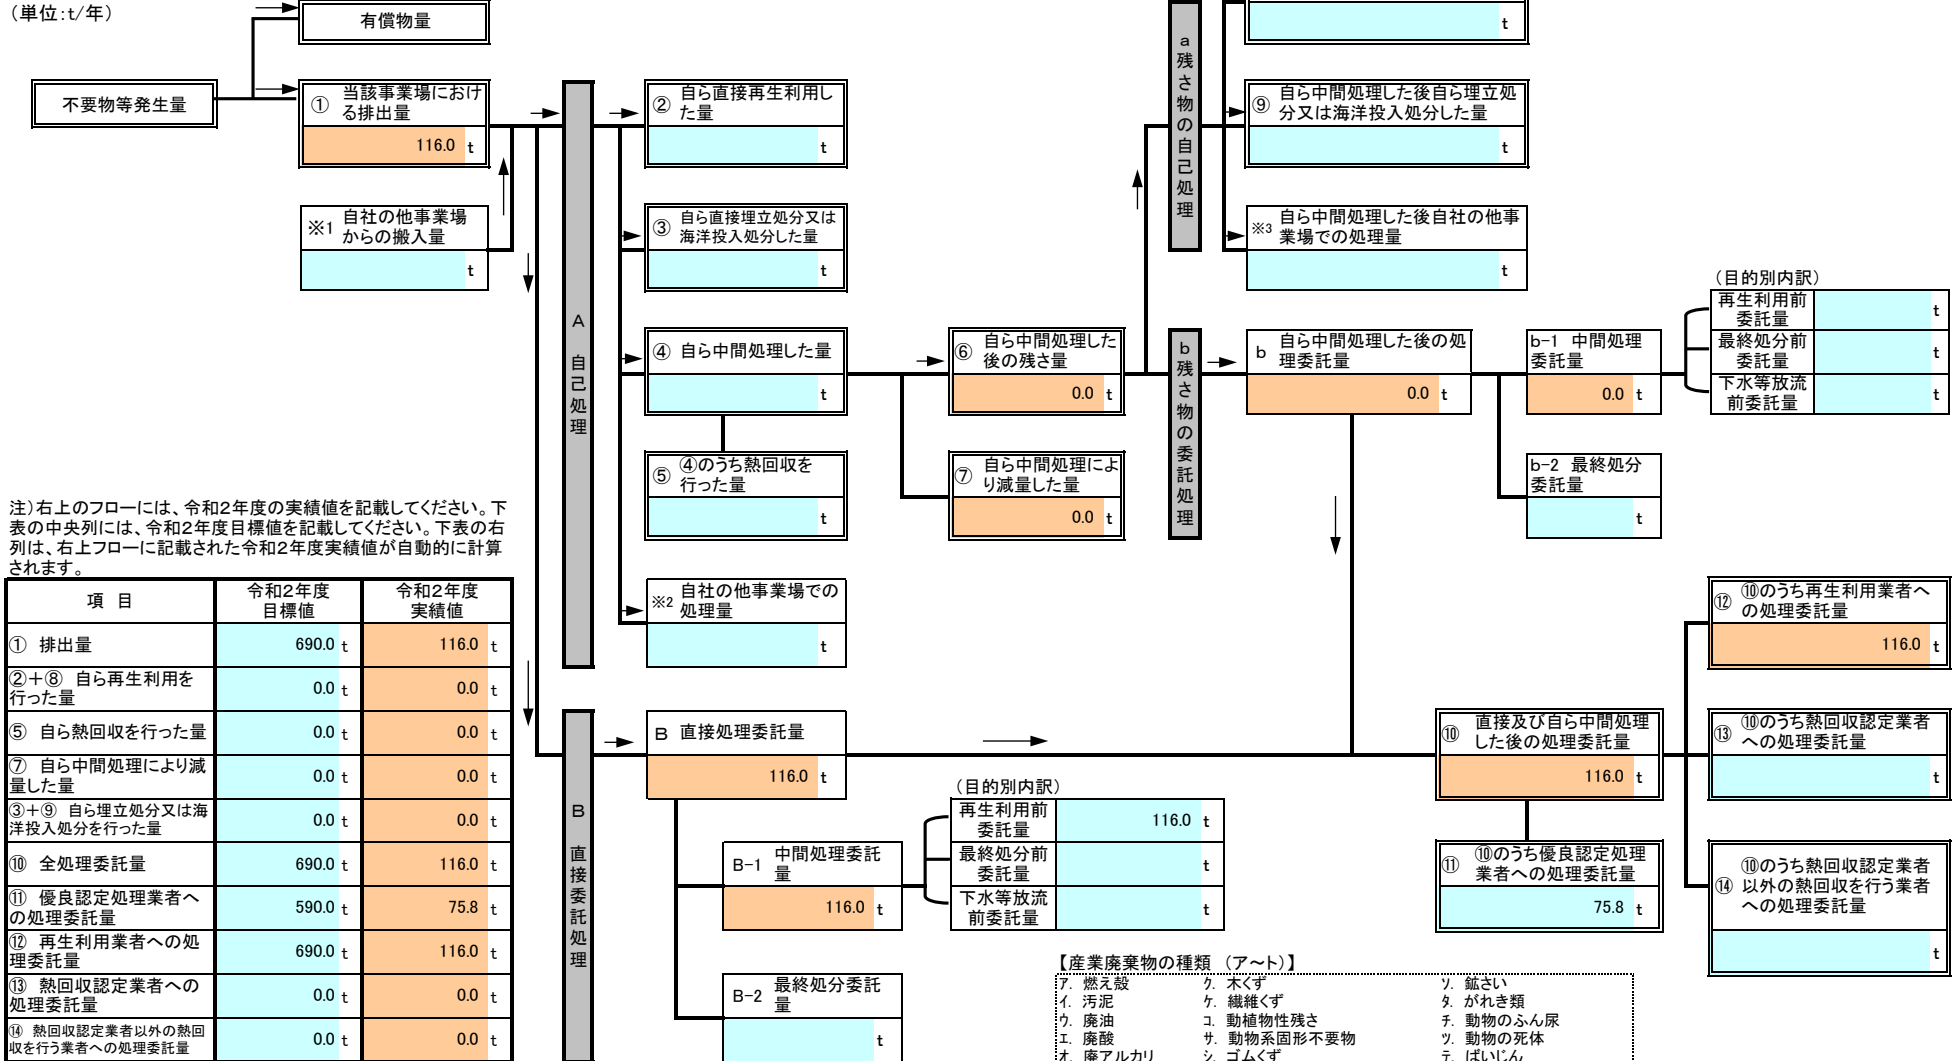 （単位：t/年）
有償物量
不要物等発生量
① 当該事業場におけ
る排出量
116.0 t
※1 自社の他事業場
からの搬入量
t
A 自己処理
② 自ら直接再生利用し
た量
t
③ 自ら直接埋立処分又は
海洋投入処分した量
t
④ 自ら中間処理した量
t
⑤ ④のうち熱回収を
行った量
t
※2 自社の他事業場での
処理量
t
⑥ 自ら中間処理した
後の残さ量
0.0 t
⑦ 自ら中間処理によ
り減量した量
0.0 t
a 残さ物の自己処理
t
⑨ 自ら中間処理した後自ら埋立処
分又は海洋投入処分した量
t
※3 自ら中間処理した後自社の他事
業場での処理量
t
b 残さ物の委託処理
b 自ら中間処理した後の処
理委託量
0.0 t
b-1 中間処理
委託量
0.0 t
b-2 最終処分
委託量
t
（目的別内訳）
再生利用前
委託量
t
最終処分前
委託量
t
下水等放流
前委託量
t
注）右上のフローには、令和２年度の実績値を記載してください。下
表の中央列には、令和２年度目標値を記載してください。下表の右
列は、右上フローに記載された令和２年度実績値が自動的に計算
されます。
項 目 令和２年度
目標値 令和２年度
実績値
① 排出量 690.0 t 116.0 t
②＋⑧ 自ら再生利用を
行った量 0.0 t 0.0 t
⑤ 自ら熱回収を行った量 0.0 t 0.0 t
⑦ 自ら中間処理により減
量した量 0.0 t 0.0 t
③＋⑨ 自ら埋立処分又は海
洋投入処分を行った量 0.0 t 0.0 t
⑩ 全処理委託量 690.0 t 116.0 t
⑪ 優良認定処理業者へ
の処理委託量 590.0 t 75.8 t
⑫ 再生利用業者への処
理委託量 690.0 t 116.0 t
⑬ 熱回収認定業者への
処理委託量 0.0 t 0.0 t
⑭ 熱回収認定業者以外の熱回
収を行う業者への処理委託量 0.0 t 0.0 t
B 直接委託処理
B 直接処理委託量
116.0 t
B-1 中間処理委託
量
116.0 t
B-2 最終処分委託
量
t
（目的別内訳）
再生利用前
委託量
116.0 t
最終処分前
委託量
t
下水等放流
前委託量
t
⑩ 直接及び自ら中間処理
した後の処理委託量
116.0 t
⑪ ⑩のうち優良認定処理
業者への処理委託量
75.8 t
⑫ ⑩のうち再生利用業者へ
の処理委託量
116.0 t
⑬ ⑩のうち熱回収認定業者
への処理委託量
t
⑭ ⑩のうち熱回収認定業者
以外の熱回収を行う業者
への処理委託量
t
【産業廃棄物の種類 （ア～ト）】
ｱ. 燃え殻 ｸ. 木くず ｿ. 鉱さい
ｲ. 汚泥 ｹ. 繊維くず ﾀ. がれき類
ｳ. 廃油 ｺ. 動植物性残さ ﾁ. 動物のふん尿
ｴ. 廃酸 ｻ. 動物系固形不要物 ﾂ. 動物の死体
ｵ. 廃アルカリ ｼ. ゴムくず ﾃ. ばいじん